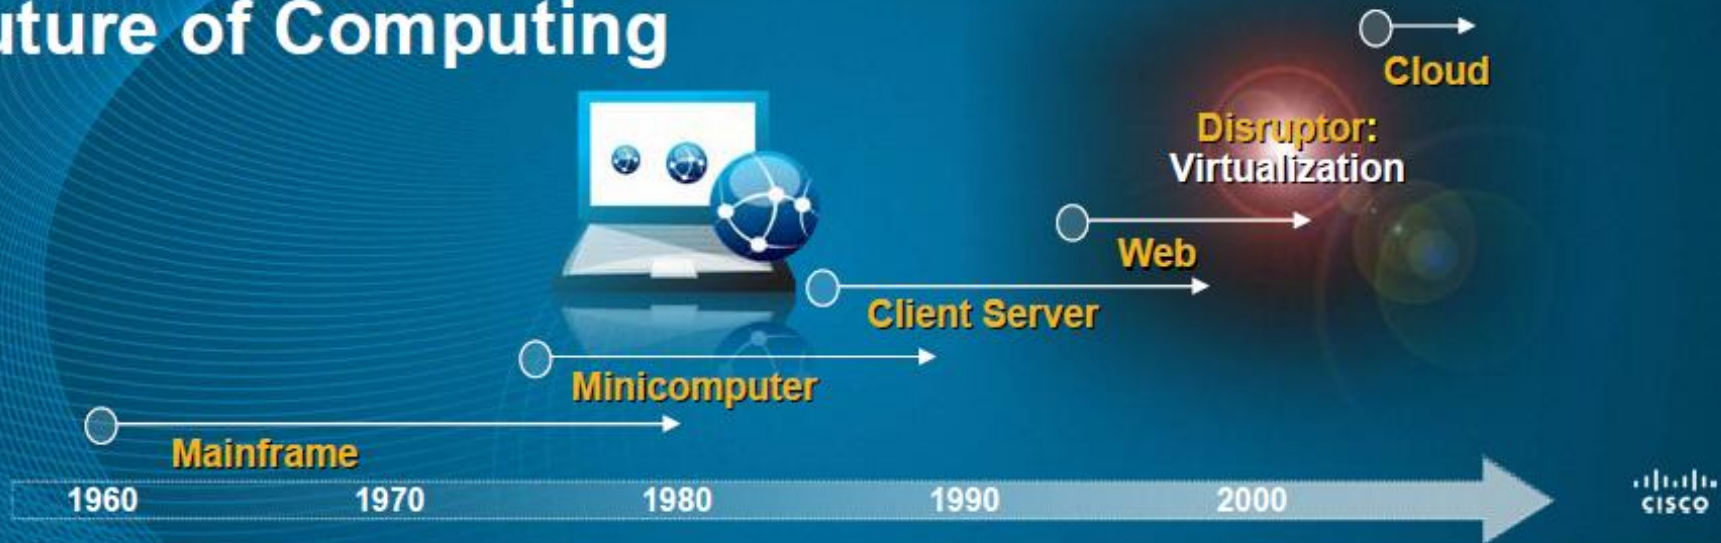 uture of Computing
Cloud
Disruptor:
Virtualization
Web
Client Server
Minicomputer
Mainframe
1960 1970 1980 1990 2000
CISCO